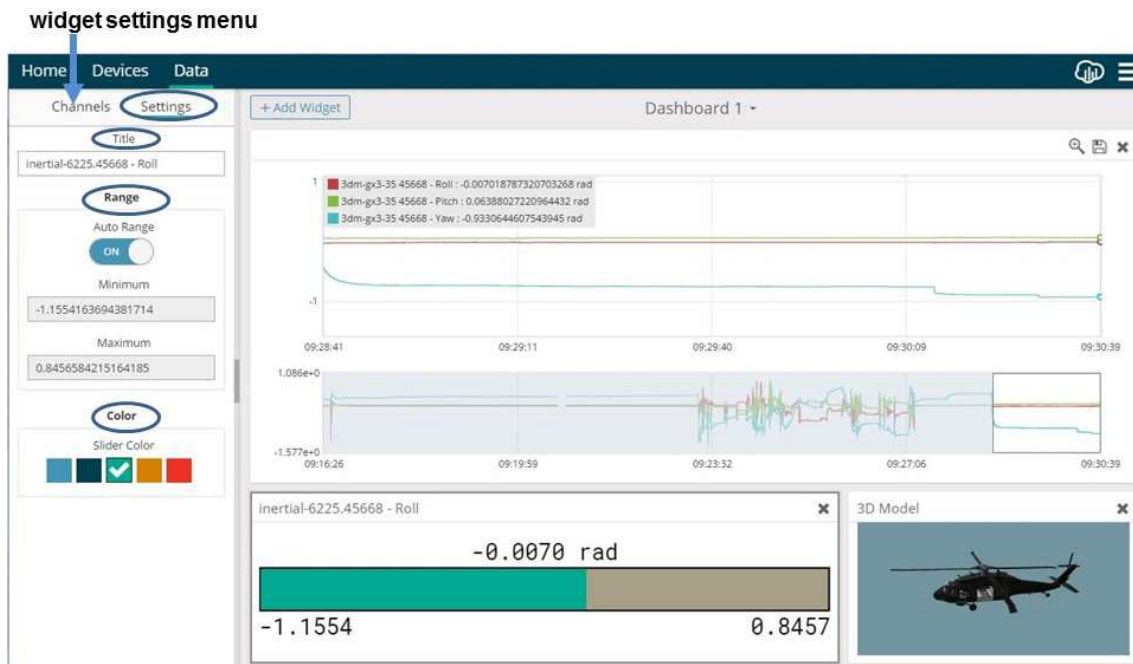 widget settings menu
Home Devices Data
Channels Settings
+ Add Widget
Dashboard 1
Title
inertial-6225.45668 - Roll
Range
Auto Range
ON
Minimum
-1.1554163694381714
Maximum
0.8456584215164185
Color
Slider Color
1
3dm-gx3-35 45668 - Roll : -0.007018787320703268 rad
3dm-gx3-35 45668 - Pitch : 0.06388027220964432 rad
3dm-gx3-35 45668 - Yaw : -0.9330644607543945 rad
-1
09:28:41 09:29:11 09:29:40 09:30:09 09:30:39
1.086e+0
-1.577e+0
09:16:26 09:19:59 09:23:32 09:27:06 09:30:39
inertial-6225.45668 - Roll
-0.0070 rad
-1.1554 0.8457
3D Model